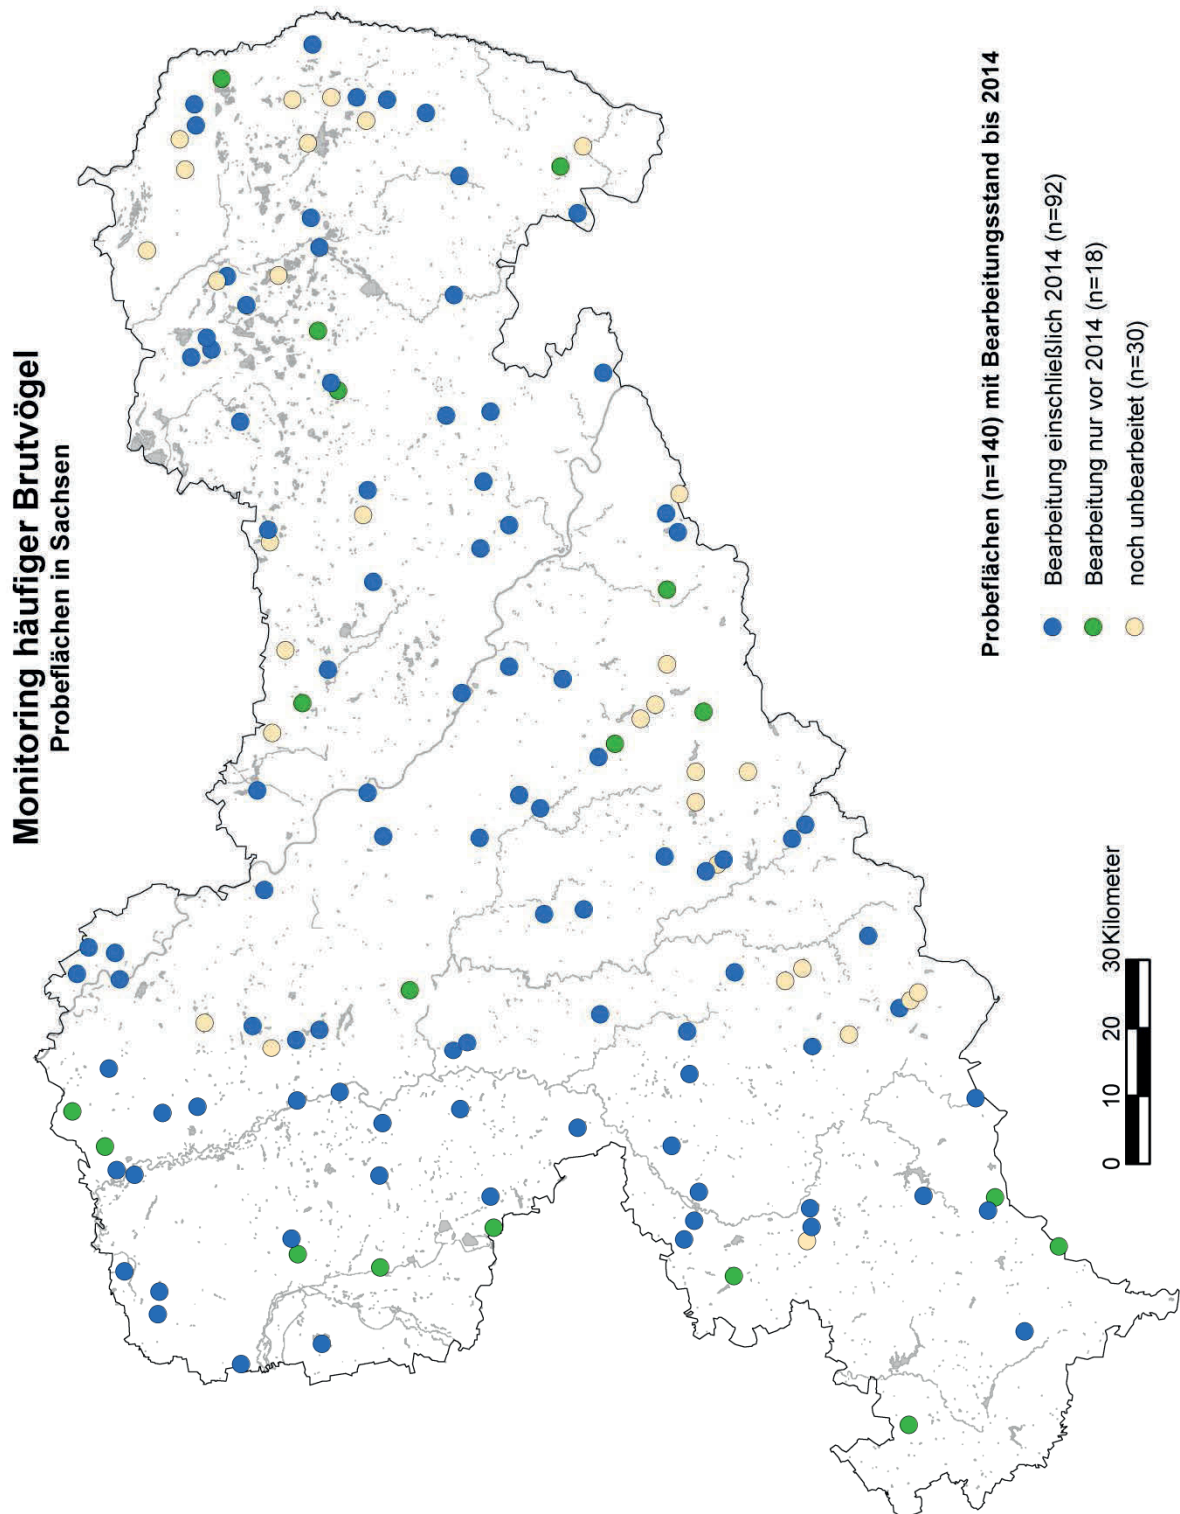 Monitoring häufiger Brutvögel
Probeflächen in Sachsen
Probeflächen (n=140) mit Bearbeitungsstand bis 2014
Bearbeitung einschließlich 2014 (n=92)
Bearbeitung nur vor 2014 (n=18)
noch unbearbeitet (n=30)
0 10 20 30 Kilometer